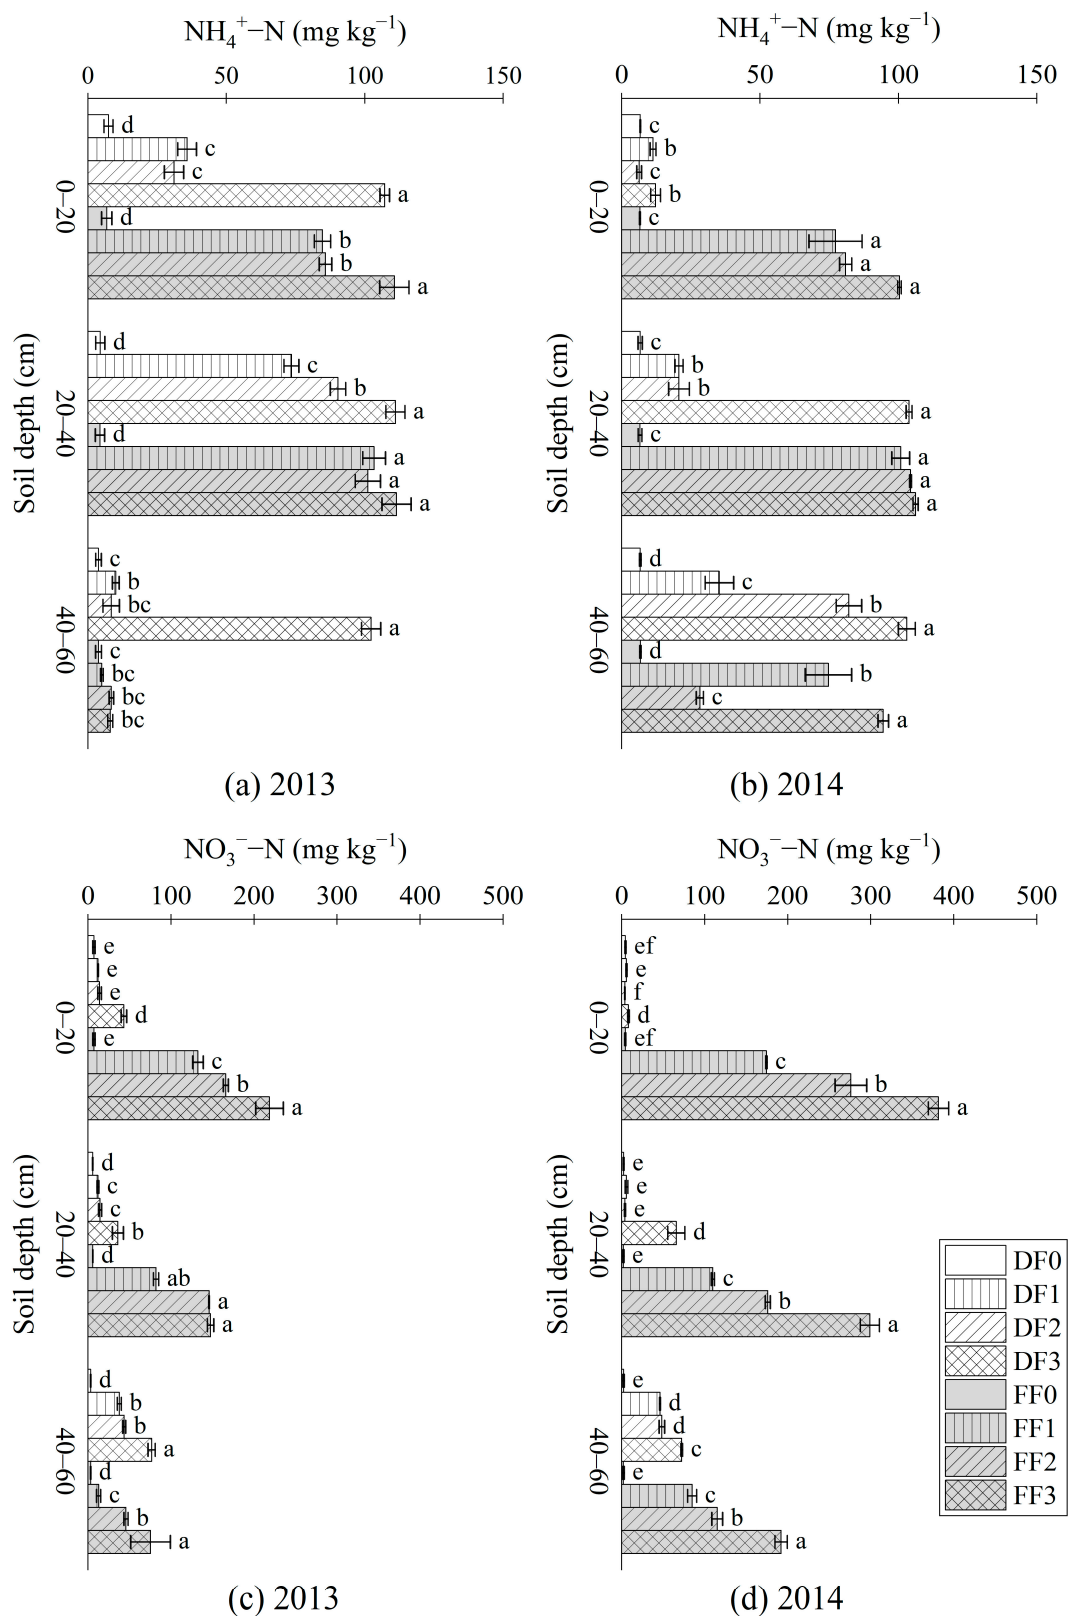 NH₄⁺−N (mg kg⁻¹)
0 50 100 150
Soil depth (cm)
0–20
d
c
c
a
d
b
b
a
20–40
d
c
b
a
d
a
a
a
40–60
c
b
bc
a
c
bc
bc
bc
(a) 2013
NH₄⁺−N (mg kg⁻¹)
0 50 100 150
Soil depth (cm)
0–20
c
b
c
b
c
a
a
a
20–40
c
b
b
a
c
a
a
a
40–60
d
c
b
a
d
b
c
a
(b) 2014
NO₃⁻−N (mg kg⁻¹)
0 100 200 300 400 500
Soil depth (cm)
0–20
e
e
e
d
e
c
b
a
20–40
d
c
c
b
d
ab
a
a
40–60
d
b
b
a
d
c
b
a
(c) 2013
NO₃⁻−N (mg kg⁻¹)
0 100 200 300 400 500
Soil depth (cm)
0–20
ef
e
f
d
ef
c
b
a
20–40
e
e
e
d
e
c
b
a
40–60
e
d
d
c
e
c
b
a
(d) 2014
DF0
DF1
DF2
DF3
FF0
FF1
FF2
FF3